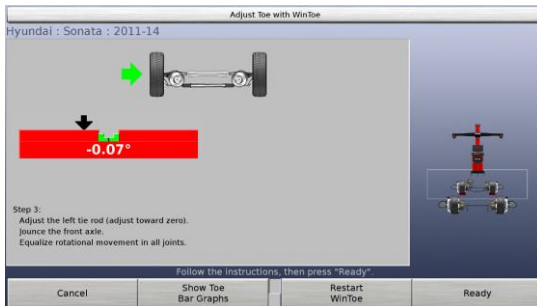 Adjust Toe with WinToe
Hyundai : Sonata : 2011-14
-0.07°
Step 3:
Adjust the left tie rod (adjust toward zero).
Jounce the front axle.
Equalize rotational movement in all joints.
Follow the instructions, then press "Ready".
Cancel
Show Toe
Bar Graphs
Restart
WinToe
Ready